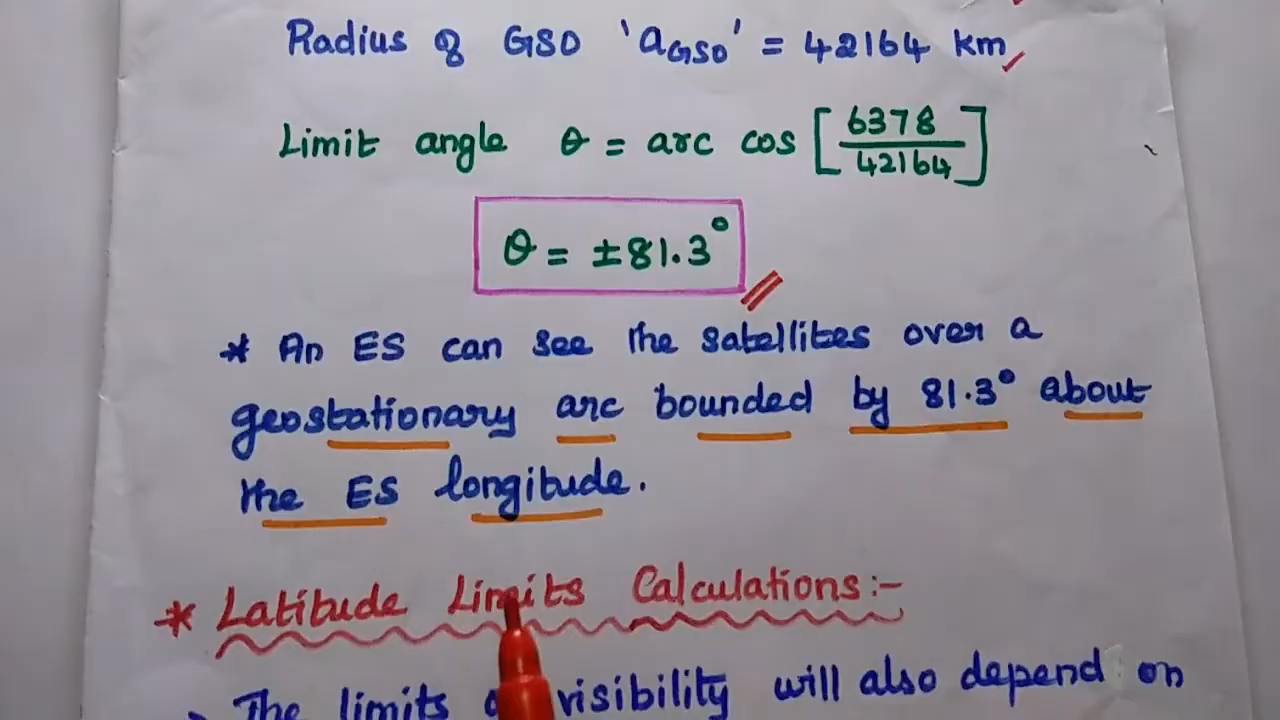 Radius of GSO 'aGSO' = 42164 km
Limit angle θ = arc cos [6378/42164]
θ = ±81.3°
* An ES can see the satellites over a
geostationary arc bounded by 81.3° about
the ES longitude.
* Latitude Limits Calculations:-
The limits visibility will also depend on